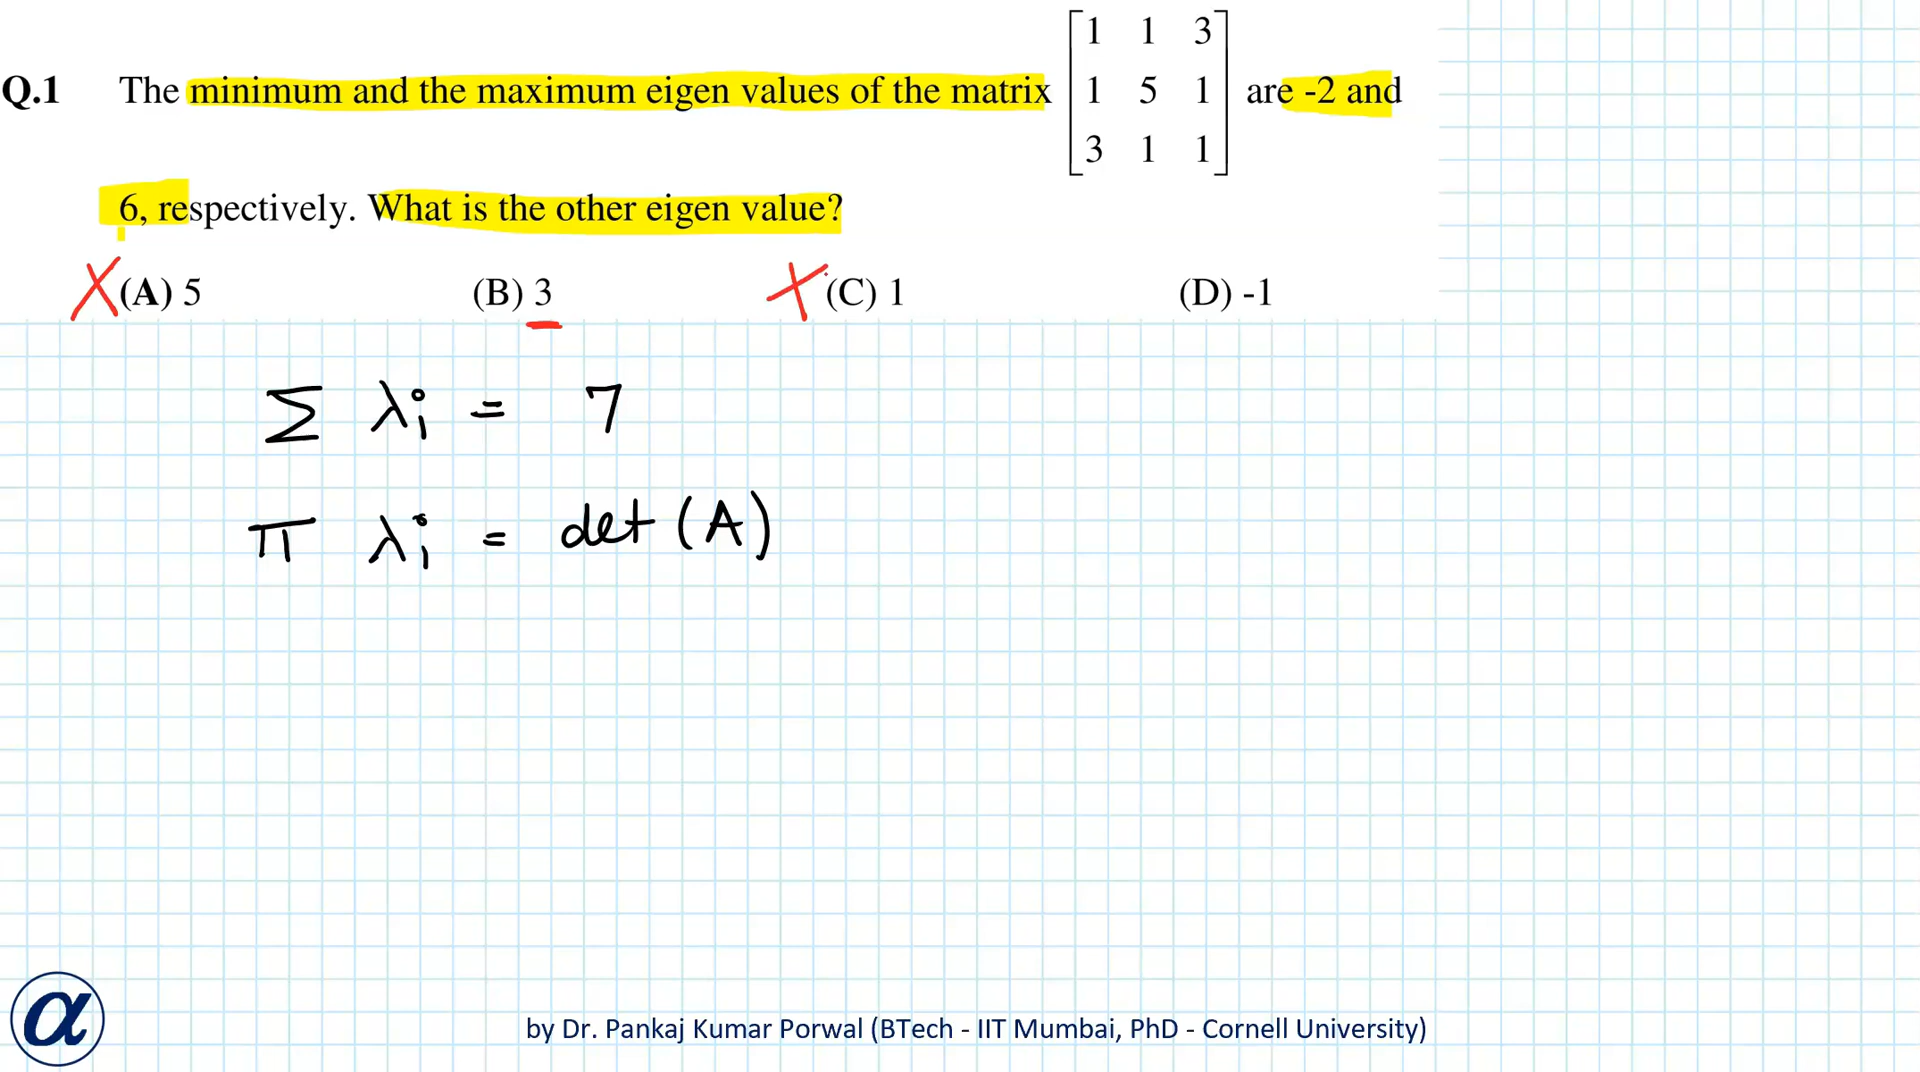 Q.1 The minimum and the maximum eigen values of the matrix [1 1 3; 1 5 1; 3 1 1] are -2 and
6, respectively. What is the other eigen value?
(A) 5 (B) 3 (C) 1 (D) -1
Σ λi = 7
π λi = det (A)
α
by Dr. Pankaj Kumar Porwal (BTech - IIT Mumbai, PhD - Cornell University)